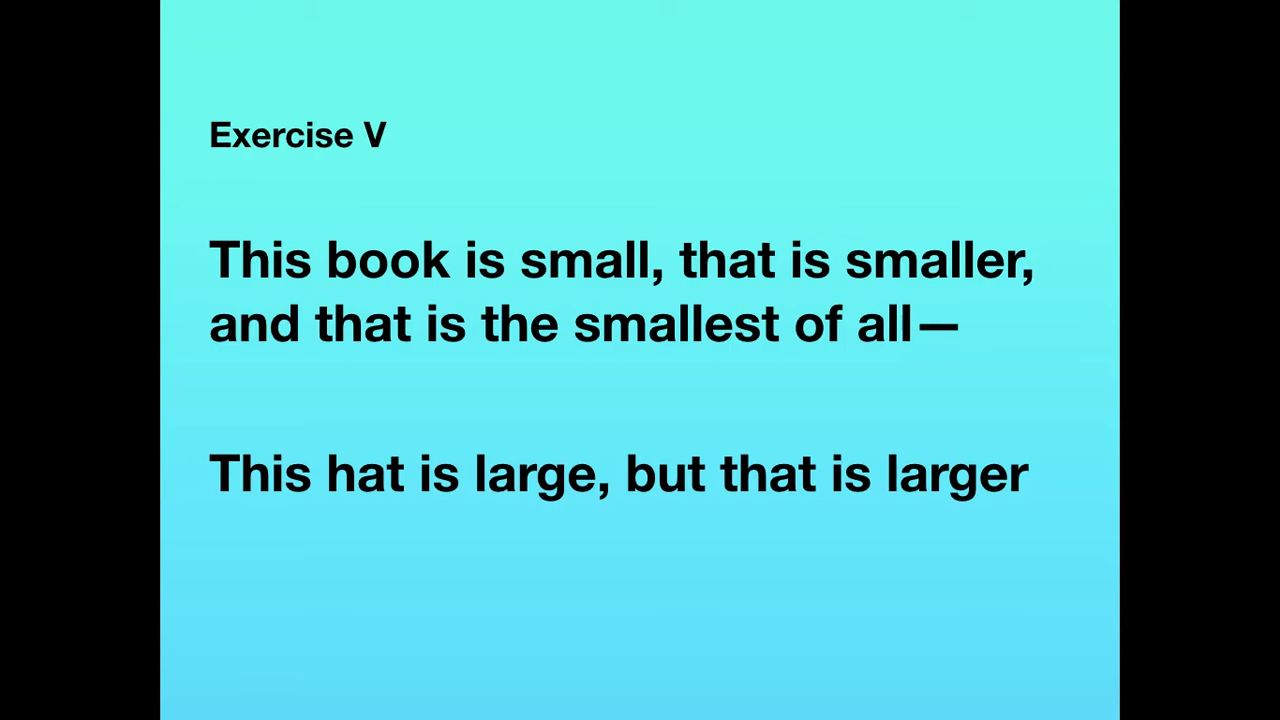 Exercise V
This book is small, that is smaller,
and that is the smallest of all—
This hat is large, but that is larger